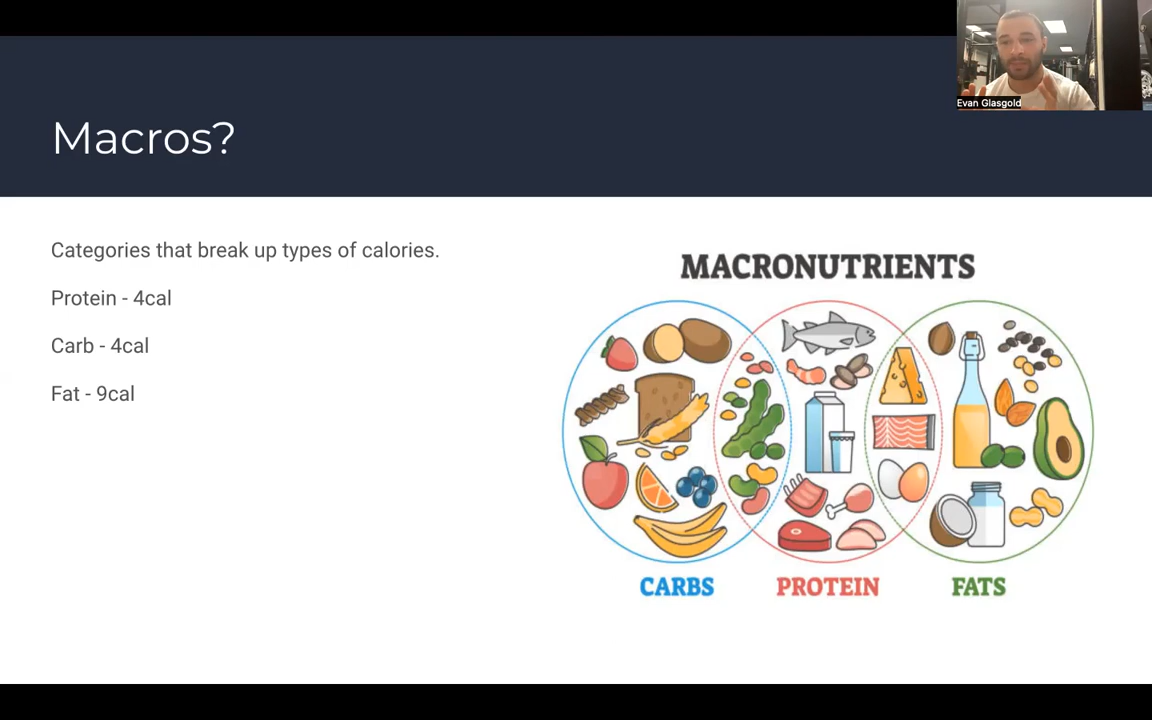 Evan Glasgold
Macros?
Categories that break up types of calories.
Protein - 4cal
Carb - 4cal
Fat - 9cal
MACRONUTRIENTS
CARBS
PROTEIN
FATS